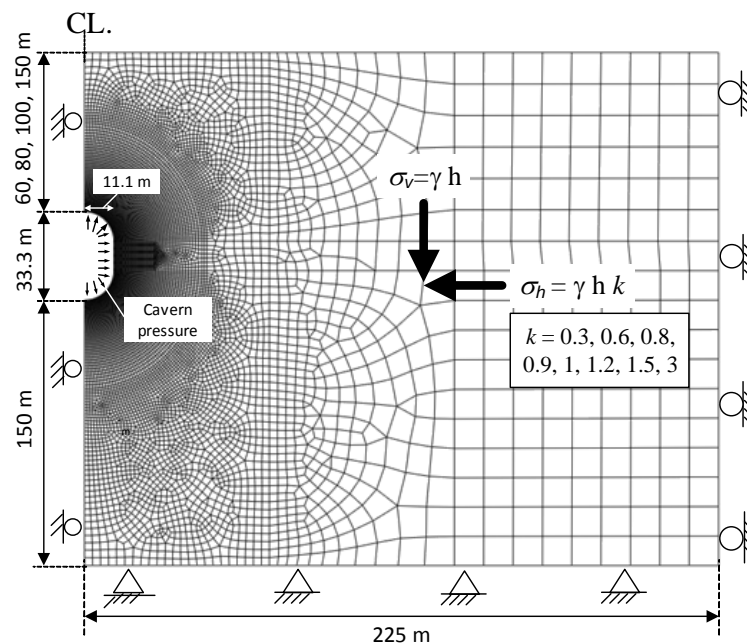 CL.
60, 80, 100, 150 m
11.1 m
σv=γ h
33.3 m
σh = γ h k
Cavern
pressure
k = 0.3, 0.6, 0.8,
0.9, 1, 1.2, 1.5, 3
150 m
225 m